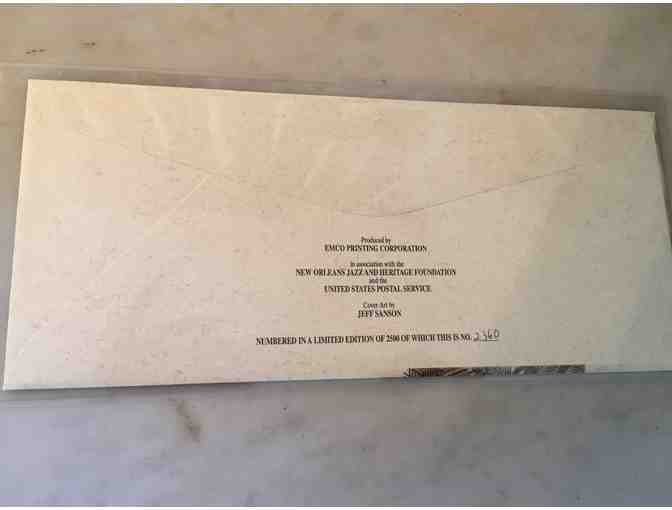 Produced by
EMCO PRINTING CORPORATION
In association with the
NEW ORLEANS JAZZ AND HERITAGE FOUNDATION
and the
UNITED STATES POSTAL SERVICE
Cover Art by
JEFF SANSON
NUMBERED IN A LIMITED EDITION OF 2500 OF WHICH THIS IS NO. 2360